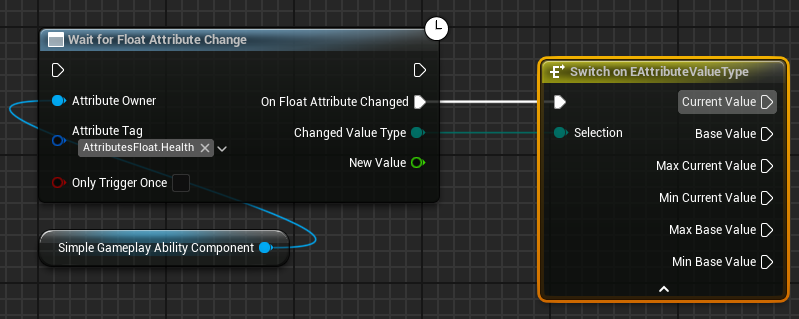 Wait for Float Attribute Change
Attribute Owner
On Float Attribute Changed
Attribute Tag
AttributesFloat.Health
Changed Value Type
New Value
Only Trigger Once
Simple Gameplay Ability Component
Switch on EAttributeValueType
Current Value
Selection
Base Value
Max Current Value
Min Current Value
Max Base Value
Min Base Value